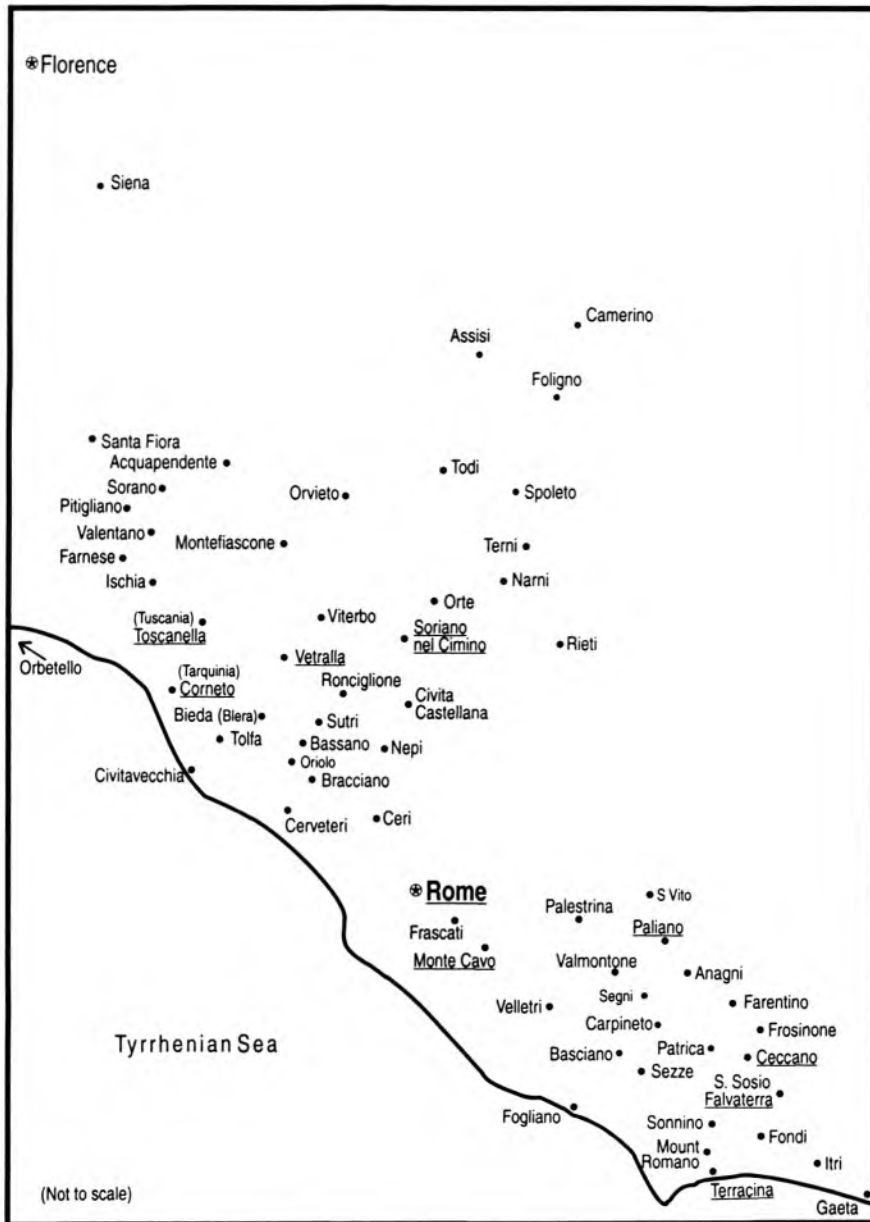 Florence
Siena
Camerino
Assisi
Foligno
Santa Fiora
Acquapendente
Todi
Sorano
Orvieto
Spoleto
Pitigliano
Valentano
Montefiascone
Terni
Farnese
Ischia
Narni
Orte
(Tuscania)
Toscanella
Viterbo
Soriano
nel Cimino
Rieti
Orbetello
Vetralla
(Tarquinia)
Corneto
Ronciglione
Civita
Castellana
Bieda (Blera)
Sutri
Tolfa
Bassano
Nepi
Oriolo
Civitavecchia
Bracciano
Cerveteri
Ceri
Rome
S Vito
Palestrina
Frascati
Paliano
Monte Cavo
Valmontone
Anagni
Segni
Velletri
Farentino
Carpineto
Frosinone
Basciano
Patrica
Ceccano
Sezze
Tyrrhenian Sea
S. Sosio
Falvaterra
Fogliano
Sonnino
Fondi
Mount
Romano
Itri
Terracina
(Not to scale)
Gaeta